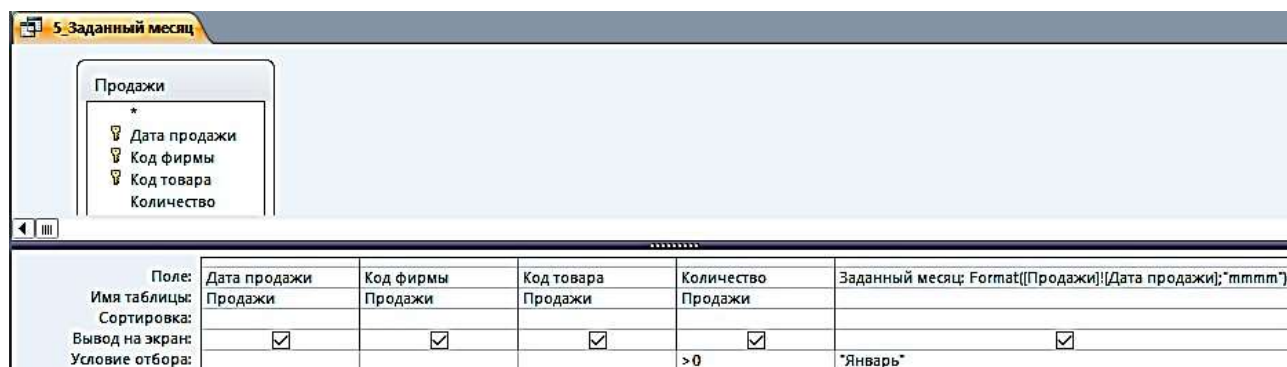 5_Заданный месяц
Продажи
*
Дата продажи
Код фирмы
Код товара
Количество
Поле: Дата продажи Код фирмы Код товара Количество Заданный месяц: Format([Продажи]![Дата продажи];"mmmm")
Имя таблицы: Продажи Продажи Продажи Продажи
Сортировка:
Вывод на экран:
Условие отбора: >0 "Январь"